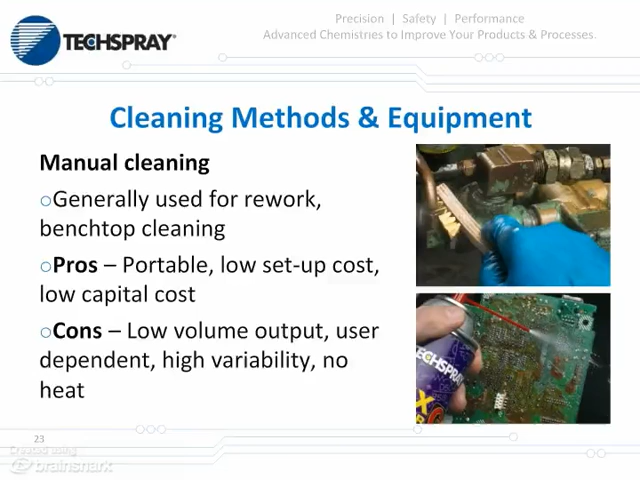 TECHSPRAY®
Precision | Safety | Performance
Advanced Chemistries to Improve Your Products & Processes.
Cleaning Methods & Equipment
Manual cleaning
○Generally used for rework,
benchtop cleaning
○Pros – Portable, low set-up cost,
low capital cost
○Cons – Low volume output, user
dependent, high variability, no
heat
TECHSPRAY
23
Created using
brainshark